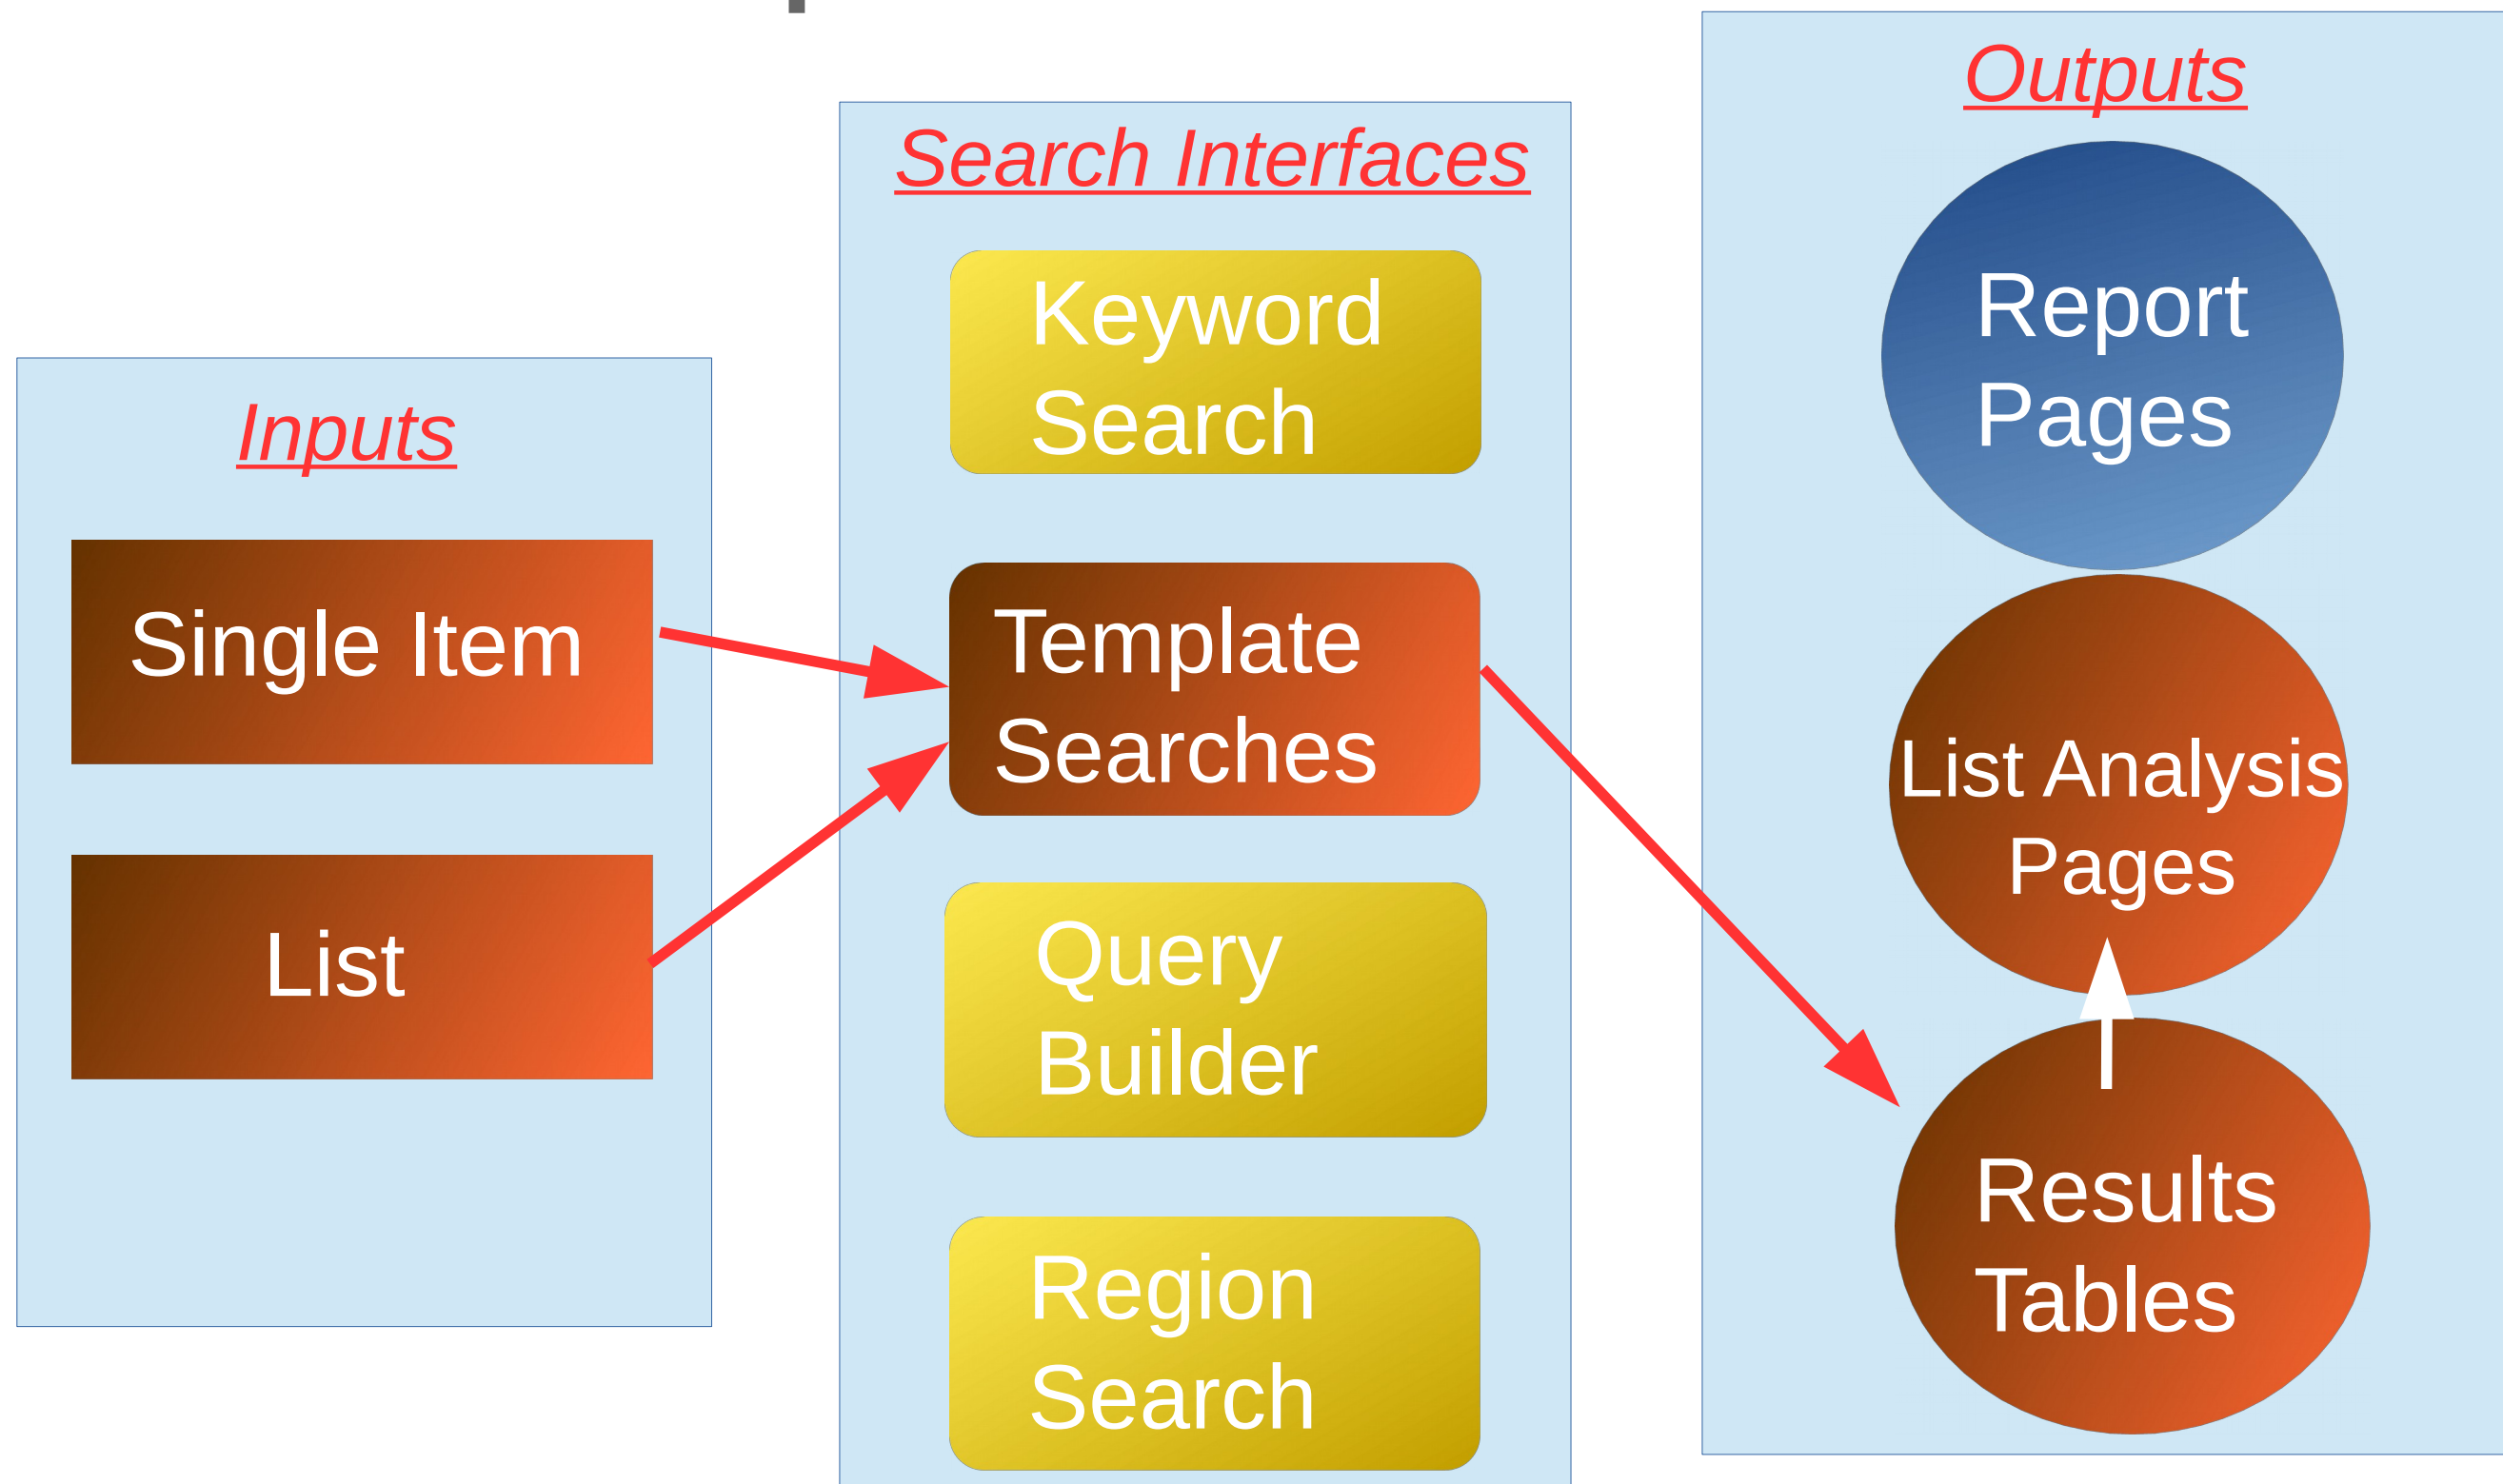 Inputs
Single Item
List
Search Interfaces
Keyword
Search
Template
Searches
Query
Builder
Region
Search
Outputs
Report
Pages
List Analysis
Pages
Results
Tables